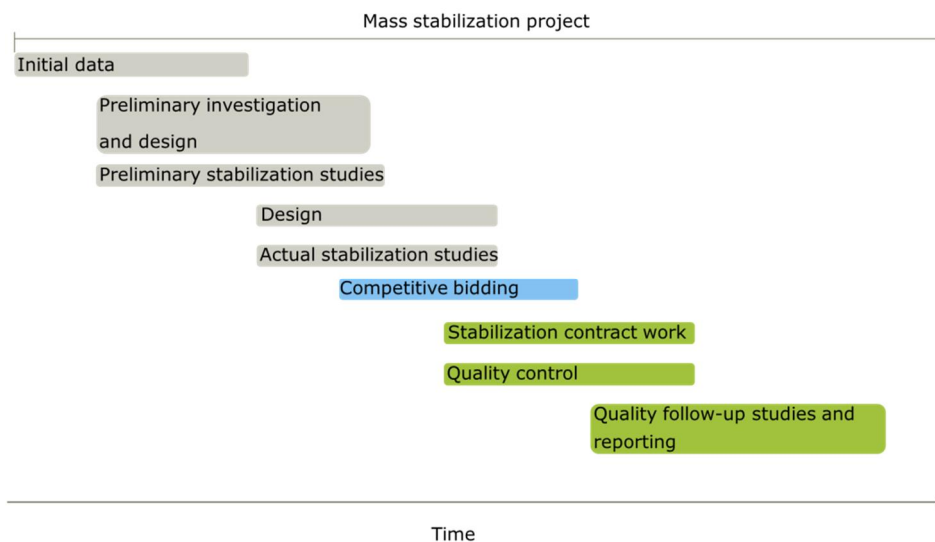 Mass stabilization project
Initial data
Preliminary investigation
and design
Preliminary stabilization studies
Design
Actual stabilization studies
Competitive bidding
Stabilization contract work
Quality control
Quality follow-up studies and
reporting
Time